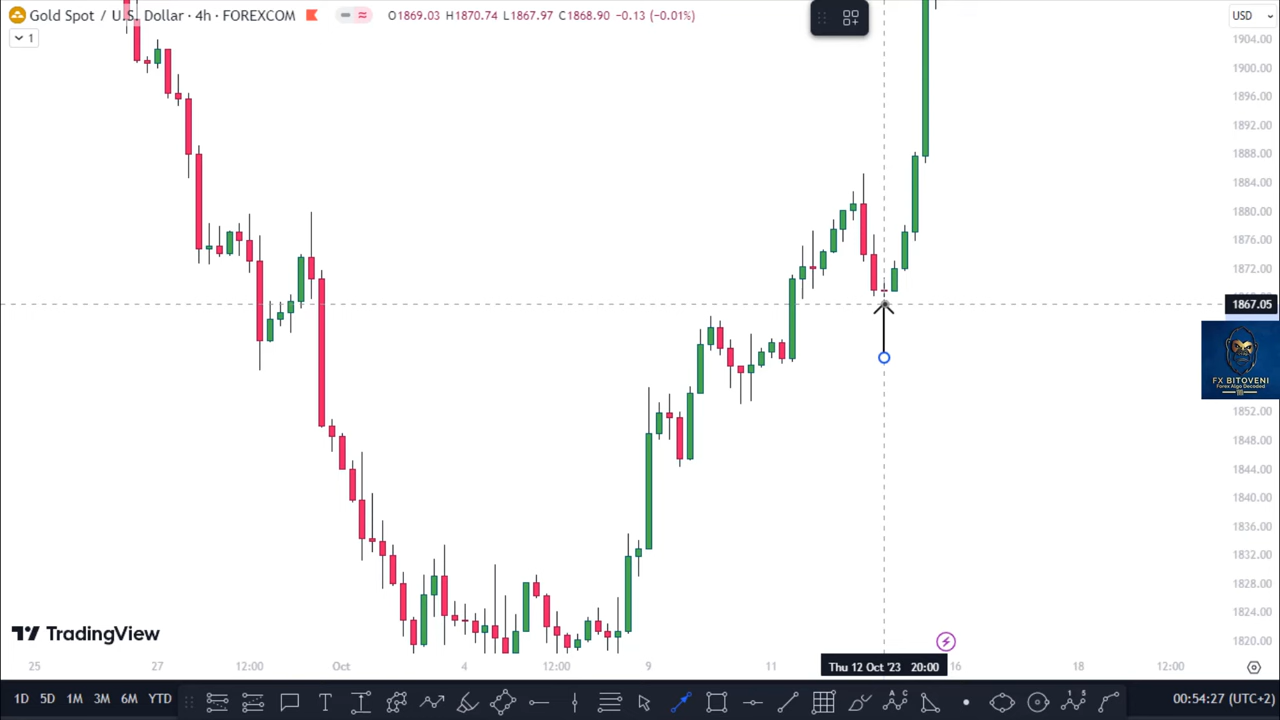 Gold Spot / U.S. Dollar · 4h · FOREXCOM O1869.03 H1870.74 L1867.97 C1868.90 -0.13 (-0.01%)
USD
1
1904.00
1900.00
1896.00
1892.00
1888.00
1884.00
1880.00
1876.00
1872.00
1867.05
FX BITOVENI
Forex Algo Decoded
1852.00
1848.00
1844.00
1840.00
1836.00
1832.00
1828.00
1824.00
1820.00
TradingView
25 27 12:00 Oct 4 12:00 9 11 Thu 12 Oct '23 20:00 16 18 12:00
1D 5D 1M 3M 6M YTD 00:54:27 (UTC+2)